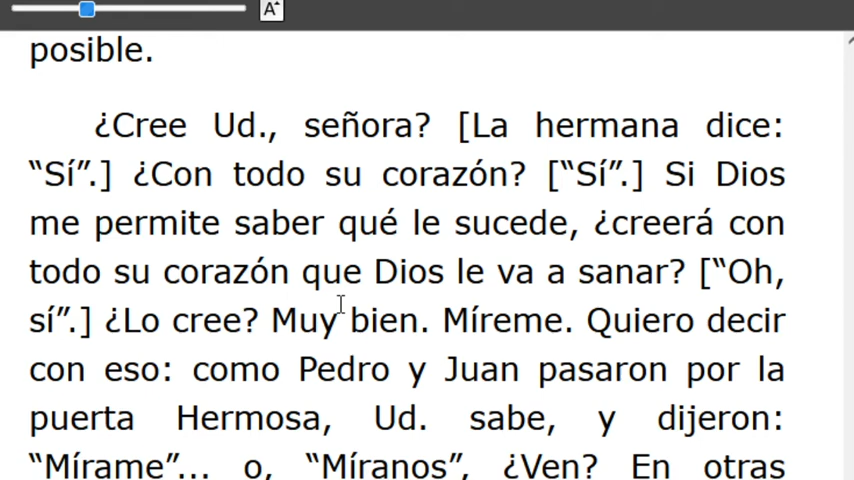 A
posible.
¿Cree Ud., señora? [La hermana dice:
“Sí”.] ¿Con todo su corazón? [“Sí”.] Si Dios
me permite saber qué le sucede, ¿creerá con
todo su corazón que Dios le va a sanar? [“Oh,
sí”.] ¿Lo cree? Muy bien. Míreme. Quiero decir
con eso: como Pedro y Juan pasaron por la
puerta Hermosa, Ud. sabe, y dijeron:
“Mírame”... o, “Míranos”, ¿Ven? En otras